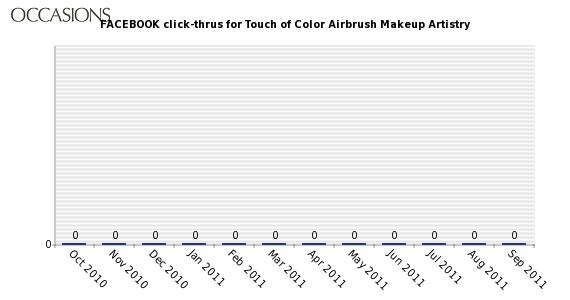 OCCASIONS
FACEBOOK click-thrus for Touch of Color Airbrush Makeup Artistry
0 0 0 0 0 0 0 0 0 0 0 0
0
Oct 2010 Nov 2010 Dec 2010 Jan 2011 Feb 2011 Mar 2011 Apr 2011 May 2011 Jun 2011 Jul 2011 Aug 2011 Sep 2011